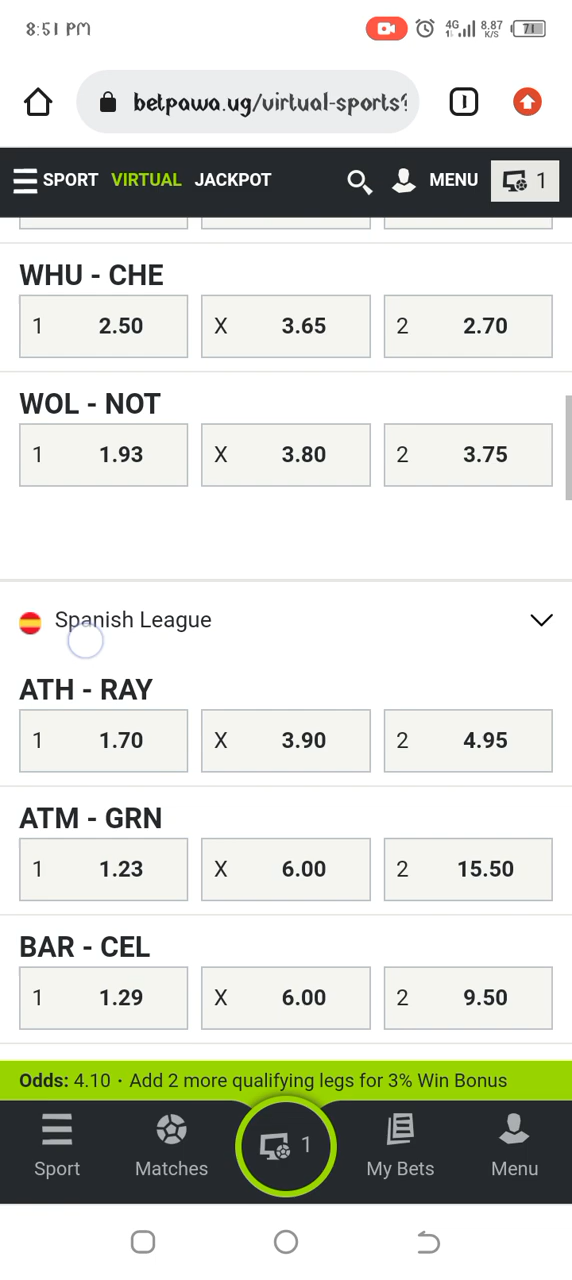 8:51 PM 4G 8.87 K/S 71
betpawa.ug/virtual-sports?
SPORT VIRTUAL JACKPOT MENU 1
WHU - CHE
1 2.50 X 3.65 2 2.70
WOL - NOT
1 1.93 X 3.80 2 3.75
Spanish League
ATH - RAY
1 1.70 X 3.90 2 4.95
ATM - GRN
1 1.23 X 6.00 2 15.50
BAR - CEL
1 1.29 X 6.00 2 9.50
Odds: 4.10 · Add 2 more qualifying legs for 3% Win Bonus
1
Sport Matches My Bets Menu